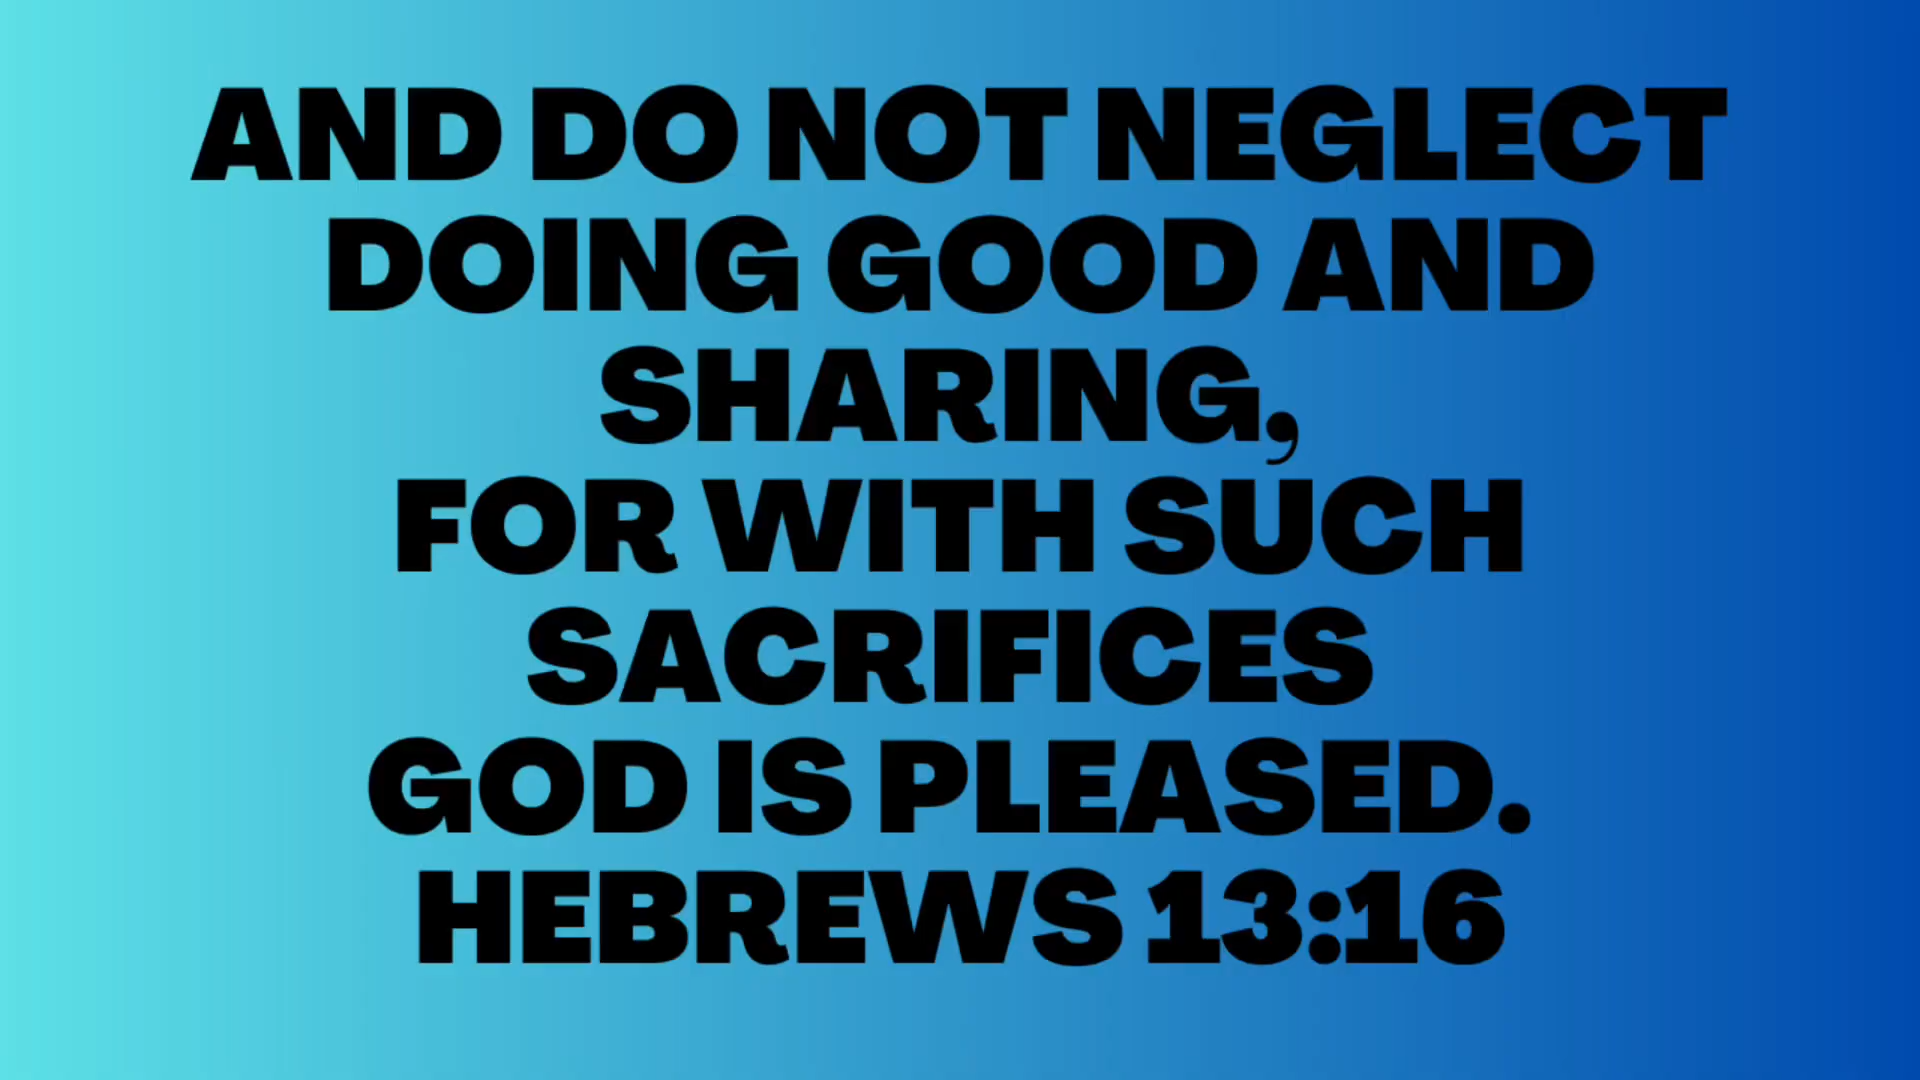 AND DO NOT NEGLECT
DOING GOOD AND
SHARING,
FOR WITH SUCH
SACRIFICES
GOD IS PLEASED.
HEBREWS 13:16